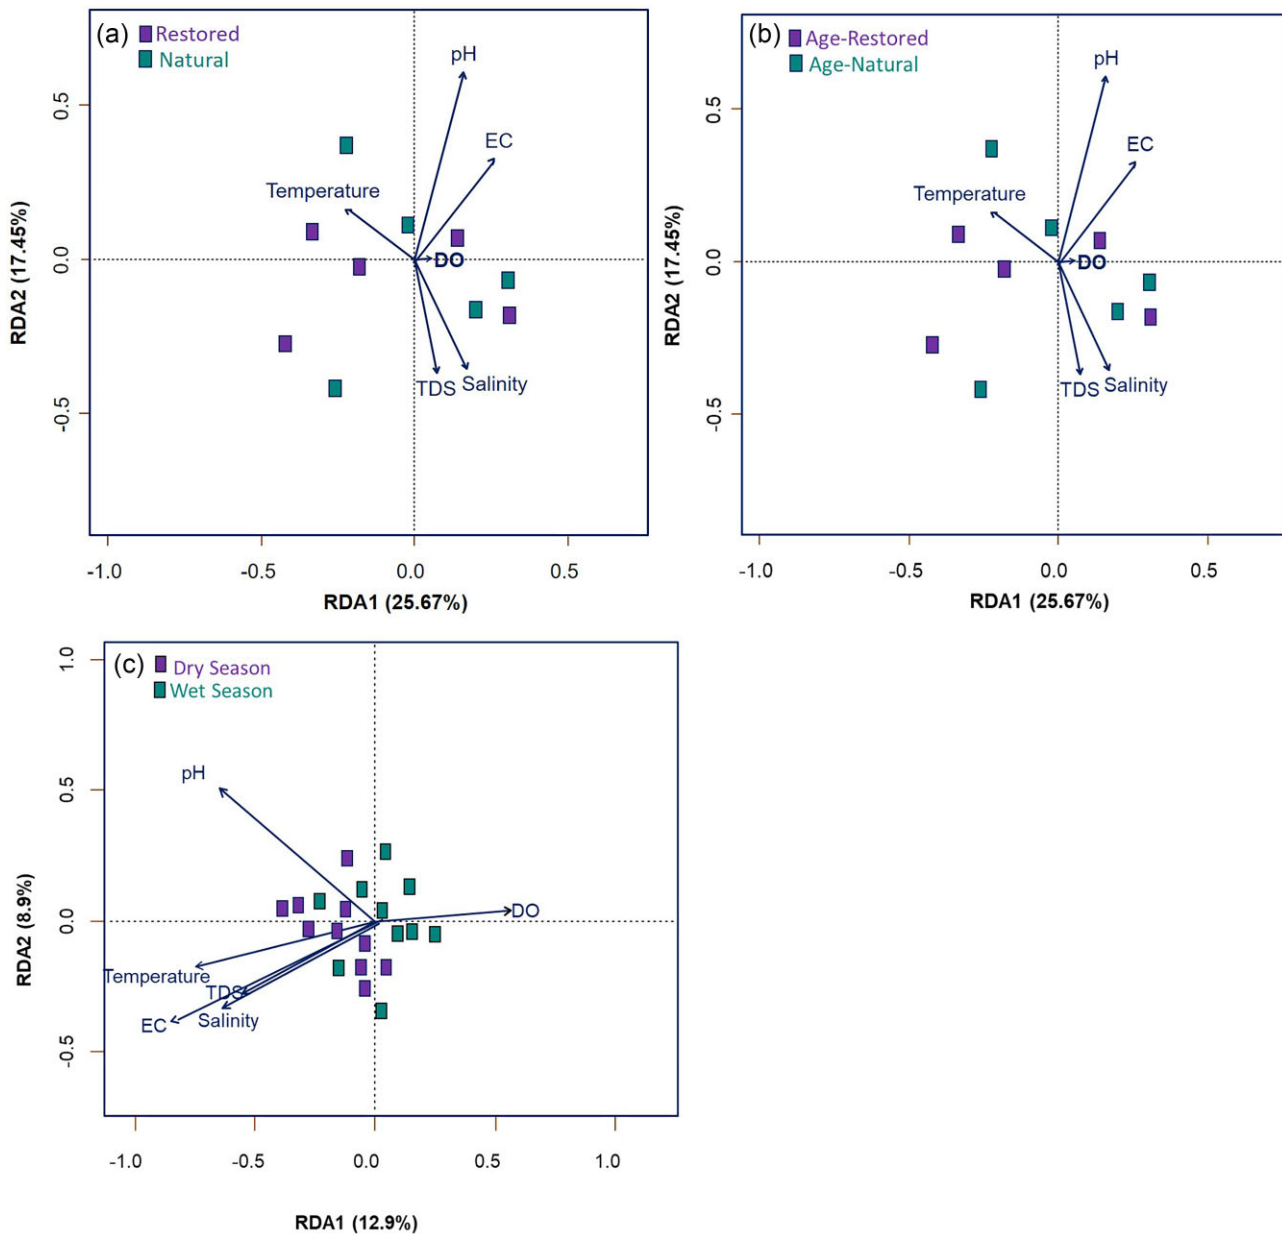 (a)
Restored
Natural
pH
EC
Temperature
DO
TDS
Salinity
0.5
0.0
-0.5
RDA2 (17.45%)
-1.0 -0.5 0.0 0.5
RDA1 (25.67%)
(b)
Age-Restored
Age-Natural
pH
EC
Temperature
DO
TDS
Salinity
0.5
0.0
-0.5
RDA2 (17.45%)
-1.0 -0.5 0.0 0.5
RDA1 (25.67%)
(c)
Dry Season
Wet Season
pH
DO
Temperature
TDS
EC
Salinity
1.0
0.5
0.0
-0.5
RDA2 (8.9%)
-1.0 -0.5 0.0 0.5 1.0
RDA1 (12.9%)